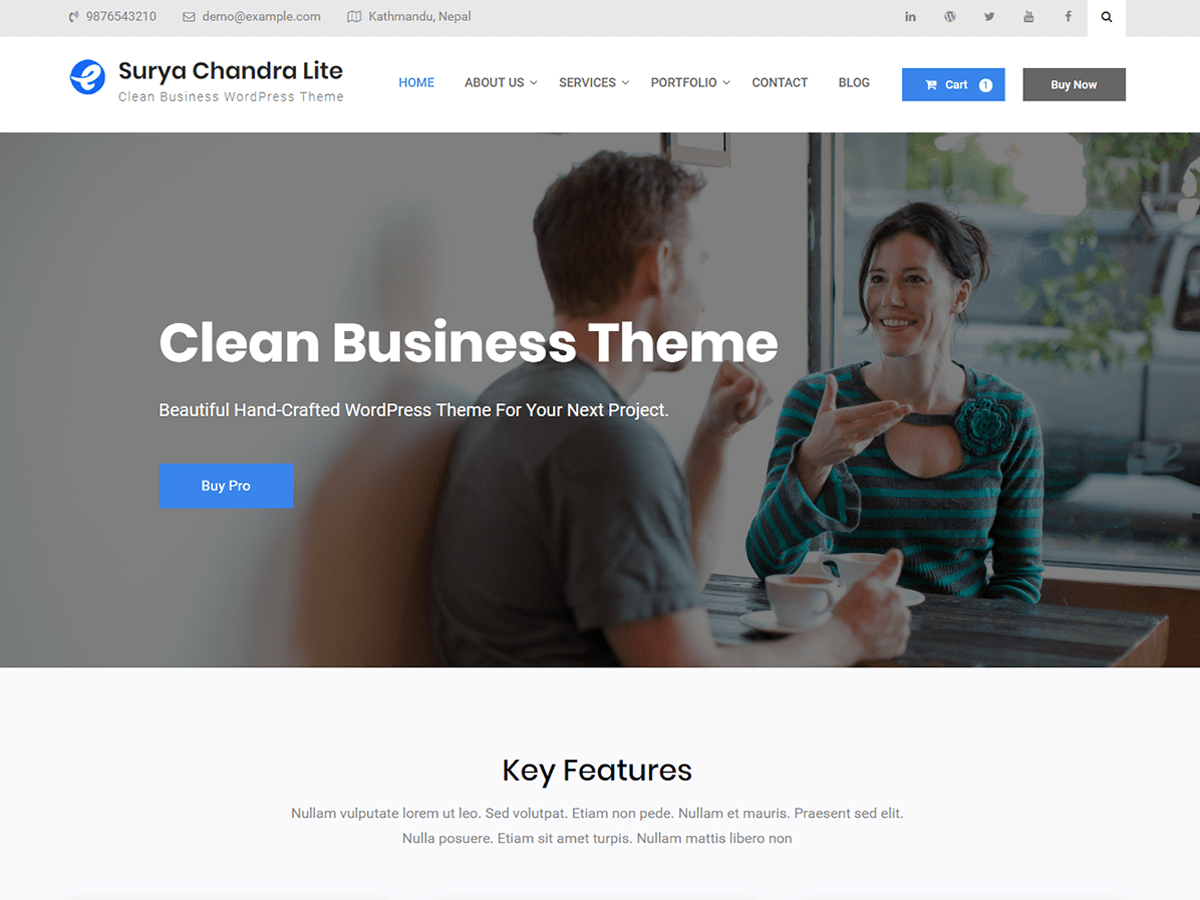 9876543210 demo@example.com Kathmandu, Nepal
Surya Chandra Lite
Clean Business WordPress Theme
HOME ABOUT US SERVICES PORTFOLIO CONTACT BLOG Cart 1 Buy Now
Clean Business Theme
Beautiful Hand-Crafted WordPress Theme For Your Next Project.
Buy Pro
Key Features
Nullam vulputate lorem ut leo. Sed volutpat. Etiam non pede. Nullam et mauris. Praesent sed elit.
Nulla posuere. Etiam sit amet turpis. Nullam mattis libero non